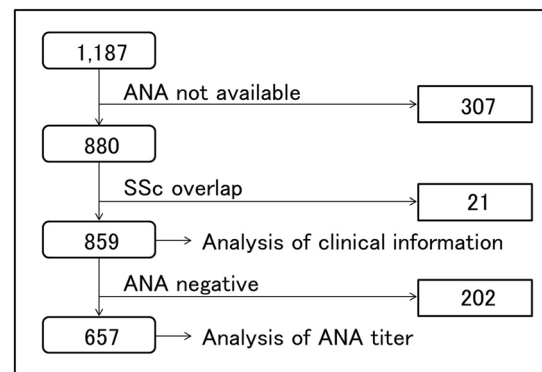 1,187
ANA not available
307
880
SSc overlap
21
859
Analysis of clinical information
ANA negative
202
657
Analysis of ANA titer